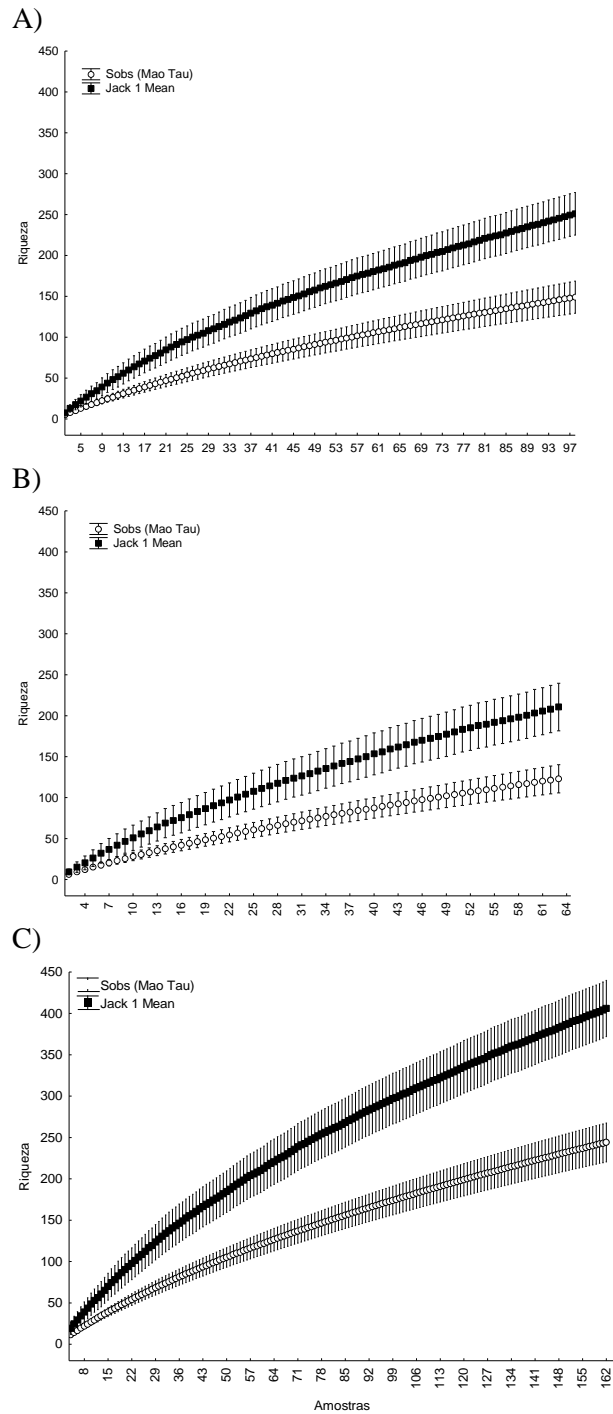 A)
450
400
350
300
250
200
150
100
50
0
Riqueza
Sobs (Mao Tau)
Jack 1 Mean
5 9 13 17 21 25 29 33 37 41 45 49 53 57 61 65 69 73 77 81 85 89 93 97
B)
450
400
350
300
250
200
150
100
50
0
Riqueza
Sobs (Mao Tau)
Jack 1 Mean
4 7 10 13 16 19 22 25 28 31 34 37 40 43 46 49 52 55 58 61 64
C)
450
400
350
300
250
200
150
100
50
0
Riqueza
Sobs (Mao Tau)
Jack 1 Mean
8 15 22 29 36 43 50 57 64 71 78 85 92 99 106 113 120 127 134 141 148 155 162
Amostras